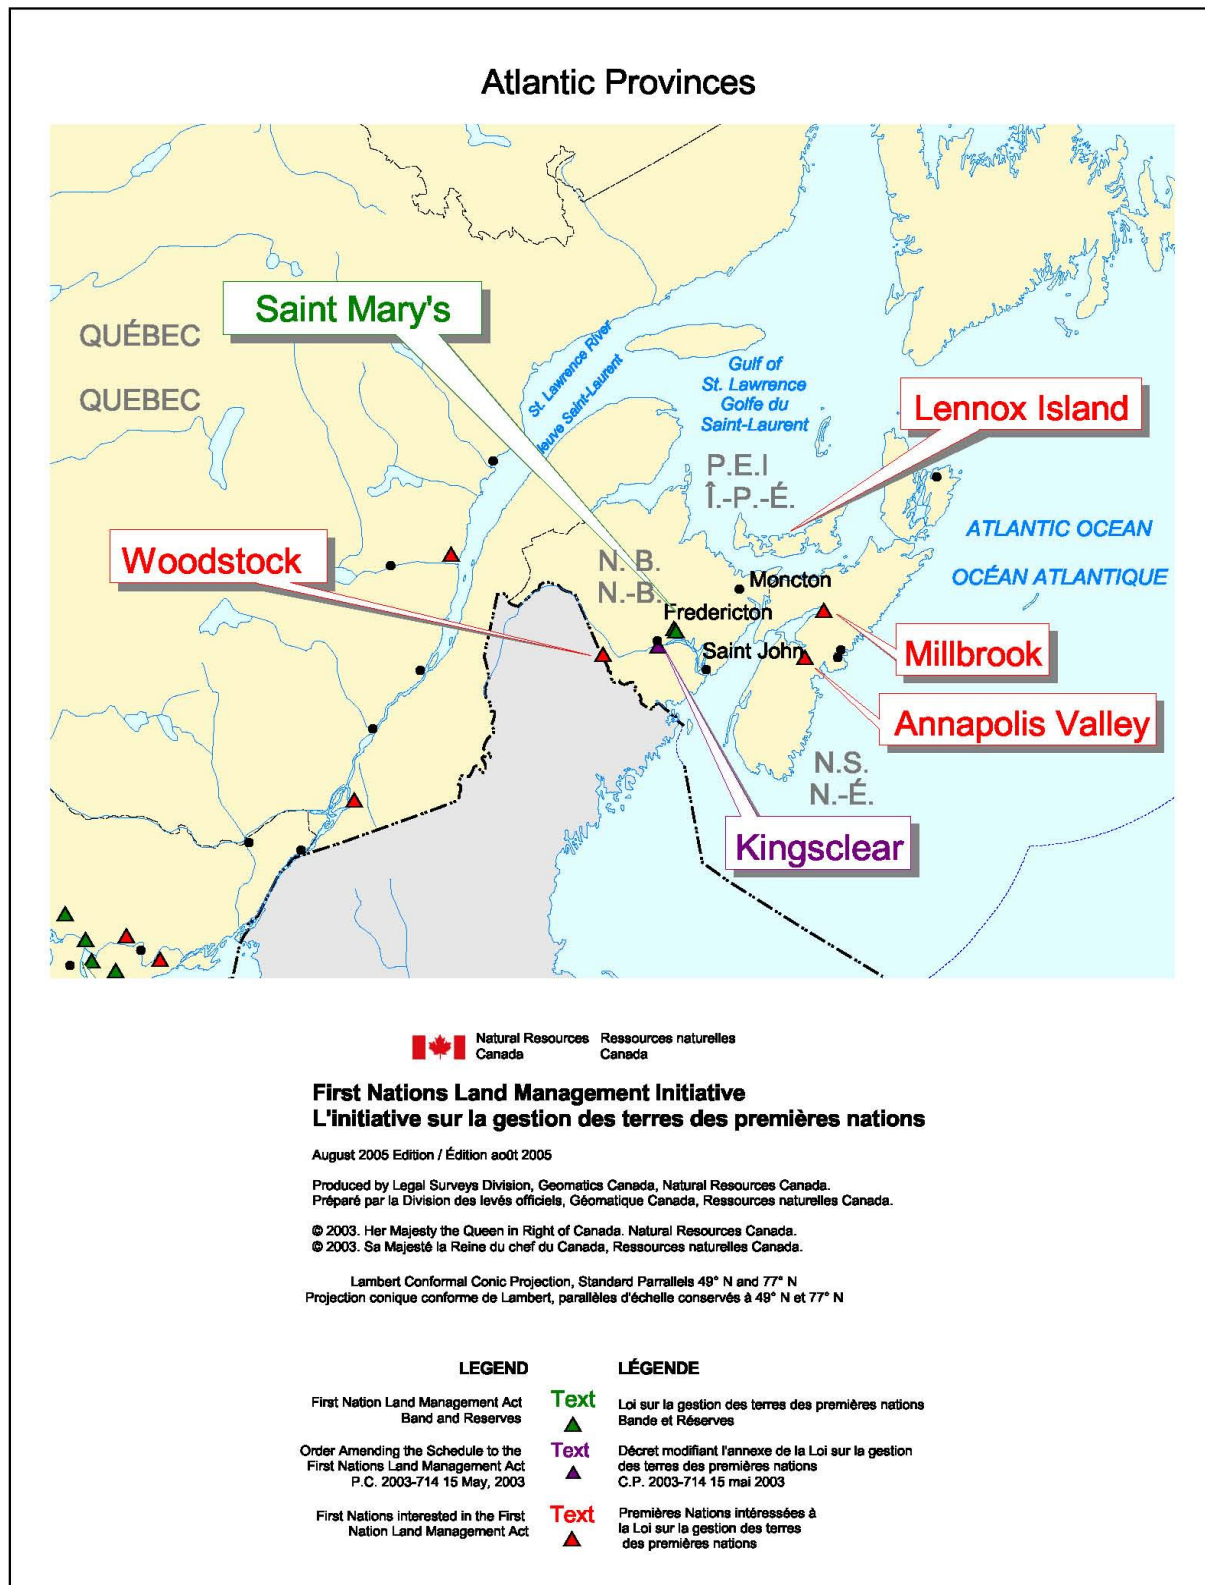 Atlantic Provinces
Saint Mary's
QUÉBEC
QUEBEC
St. Lawrence River
leuve Saint-Laurent
Gulf of
St. Lawrence
Golfe du
Saint-Laurent
Lennox Island
P.E.I
Î.-P.-É.
ATLANTIC OCEAN
OCÉAN ATLANTIQUE
Woodstock
N. B.
N.-B.
Moncton
Fredericton
Saint John
Millbrook
Annapolis Valley
N.S.
N.-É.
Kingsclear
Natural Resources Ressources naturelles
Canada Canada
First Nations Land Management Initiative
L'initiative sur la gestion des terres des premières nations
August 2005 Edition / Édition août 2005
Produced by Legal Surveys Division, Geomatics Canada, Natural Resources Canada.
Préparé par la Division des levés officiels, Géomatique Canada, Ressources naturelles Canada.
© 2003. Her Majesty the Queen in Right of Canada. Natural Resources Canada.
© 2003. Sa Majesté la Reine du chef du Canada, Ressources naturelles Canada.
Lambert Conformal Conic Projection, Standard Parrallels 49° N and 77° N
Projection conique conforme de Lambert, parallèles d'échelle conservés à 49° N et 77° N
LEGEND LÉGENDE
First Nation Land Management Act
Band and Reserves
Text
Loi sur la gestion des terres des premières nations
Bande et Réserves
Order Amending the Schedule to the
First Nations Land Management Act
P.C. 2003-714 15 May, 2003
Text
Décret modifiant l'annexe de la Loi sur la gestion
des terres des premières nations
C.P. 2003-714 15 mai 2003
First Nations interested in the First
Nation Land Management Act
Text
Premières Nations intéressées à
la Loi sur la gestion des terres
des premières nations